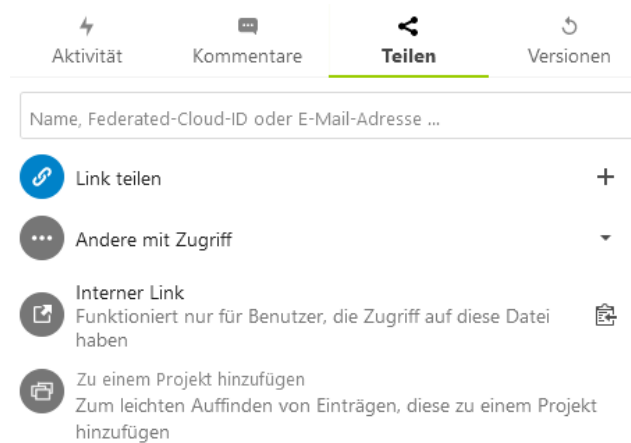 Aktivität Kommentare Teilen Versionen
Name, Federated-Cloud-ID oder E-Mail-Adresse ...
Link teilen
Andere mit Zugriff
Interner Link
Funktioniert nur für Benutzer, die Zugriff auf diese Datei
haben
Zu einem Projekt hinzufügen
Zum leichten Auffinden von Einträgen, diese zu einem Projekt
hinzufügen